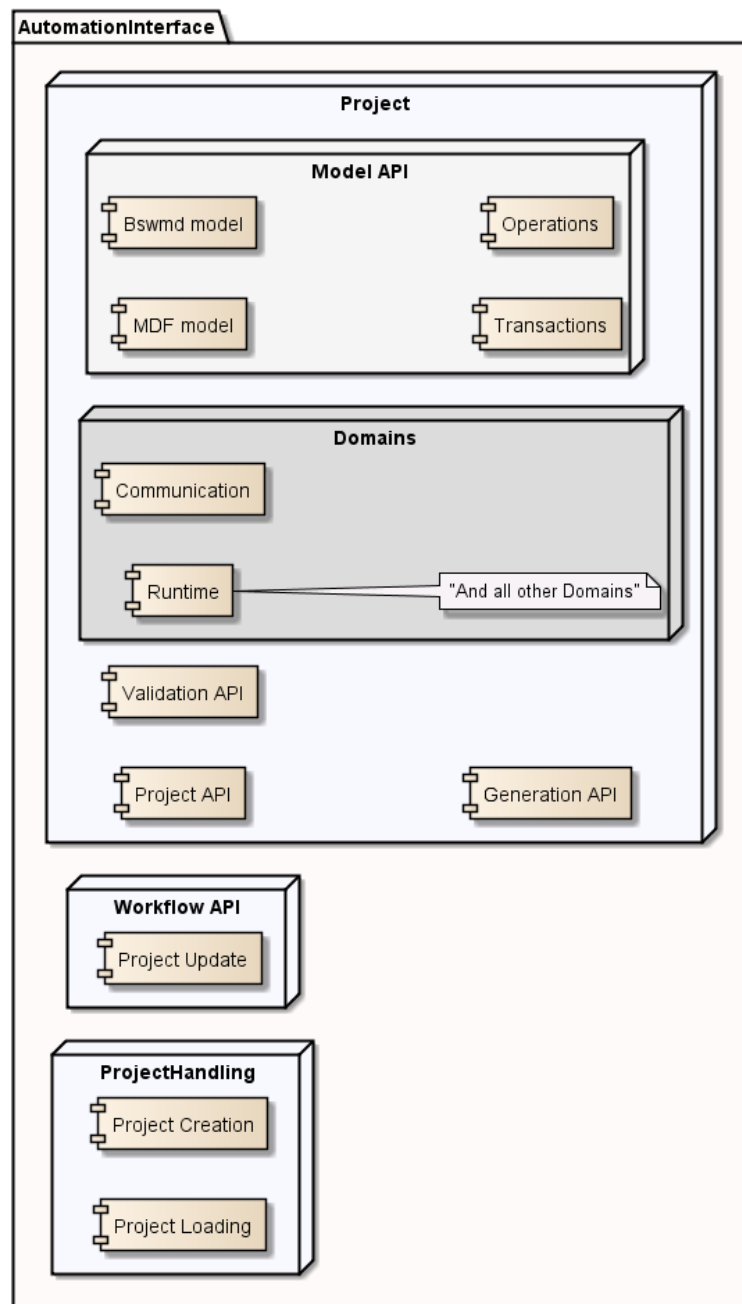 AutomationInterface
Project
Model API
Bswmd model
Operations
MDF model
Transactions
Domains
Communication
Runtime
"And all other Domains"
Validation API
Project API
Generation API
Workflow API
Project Update
ProjectHandling
Project Creation
Project Loading